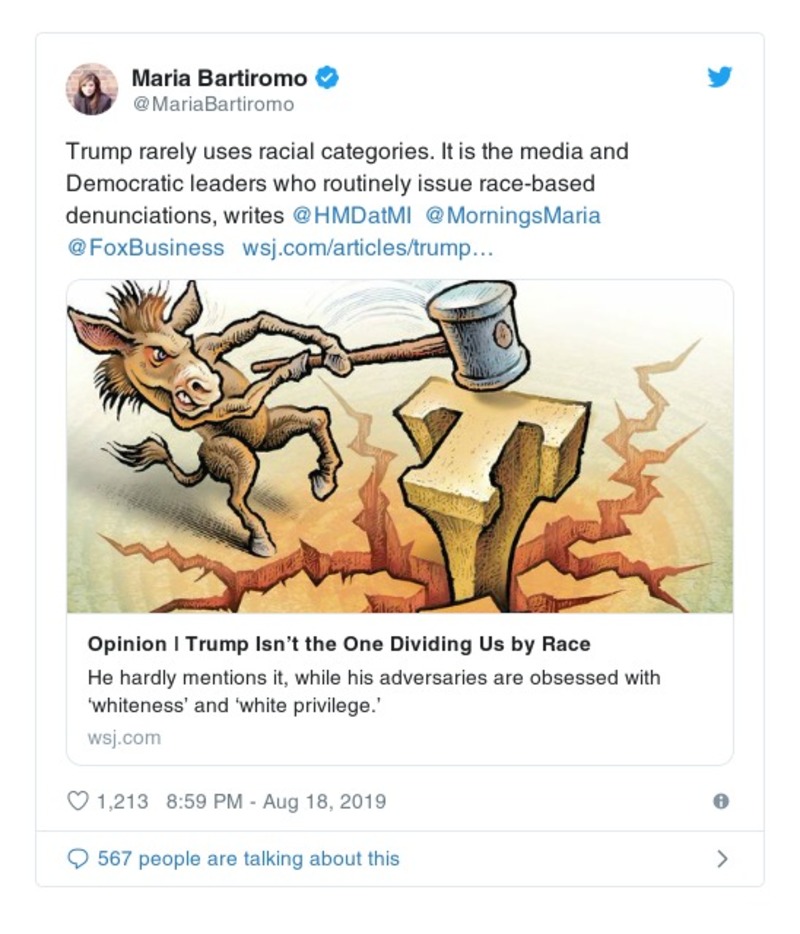 Maria Bartiromo
@MariaBartiromo
Trump rarely uses racial categories. It is the media and
Democratic leaders who routinely issue race-based
denunciations, writes @HMDatMI @MorningsMaria
@FoxBusiness wsj.com/articles/trump…
T
Opinion | Trump Isn’t the One Dividing Us by Race
He hardly mentions it, while his adversaries are obsessed with
‘whiteness’ and ‘white privilege.’
wsj.com
1,213 8:59 PM - Aug 18, 2019
567 people are talking about this